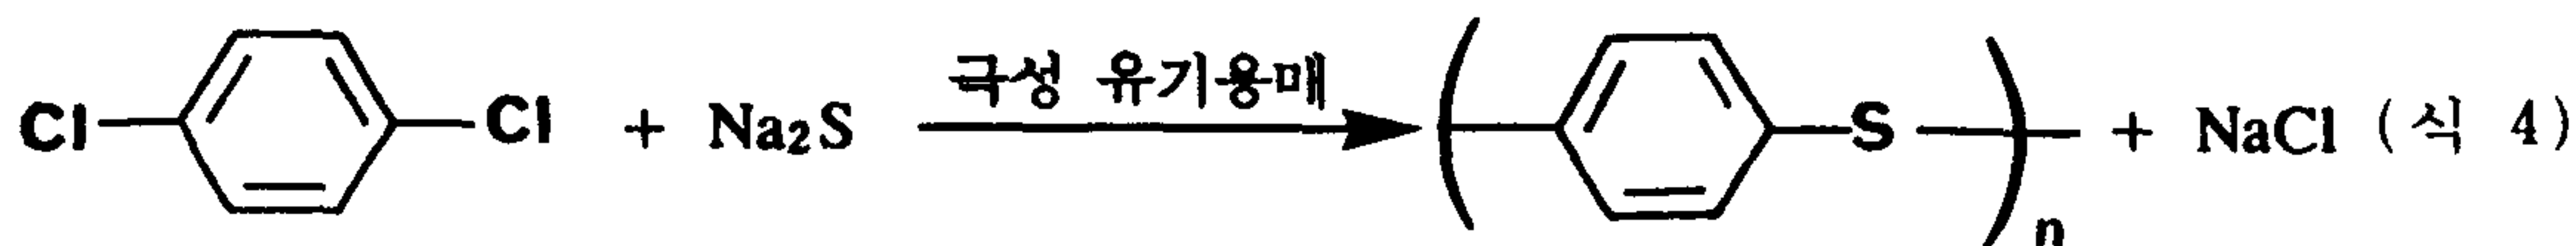 Cl Cl + Na₂S 극성 유기용매 ( S )n + NaCl (식 4)